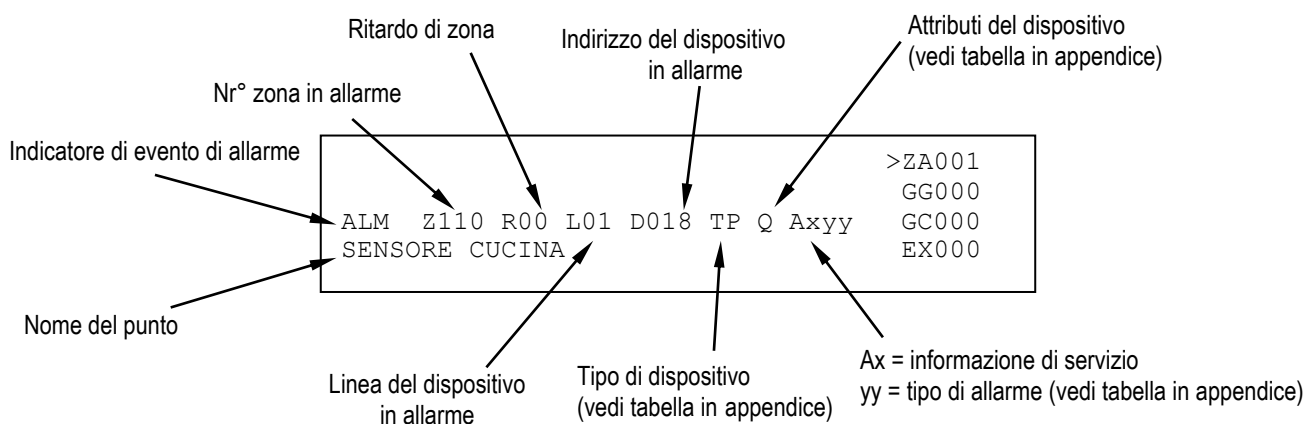 Ritardo di zona
Indirizzo del dispositivo
in allarme
Attributi del dispositivo
(vedi tabella in appendice)
Nr° zona in allarme
Indicatore di evento di allarme
>ZA001
GG000
ALM Z110 R00 L01 D018 TP Q Axyy GC000
SENSORE CUCINA EX000
Nome del punto
Linea del dispositivo
in allarme
Tipo di dispositivo
(vedi tabella in appendice)
Ax = informazione di servizio
yy = tipo di allarme (vedi tabella in appendice)